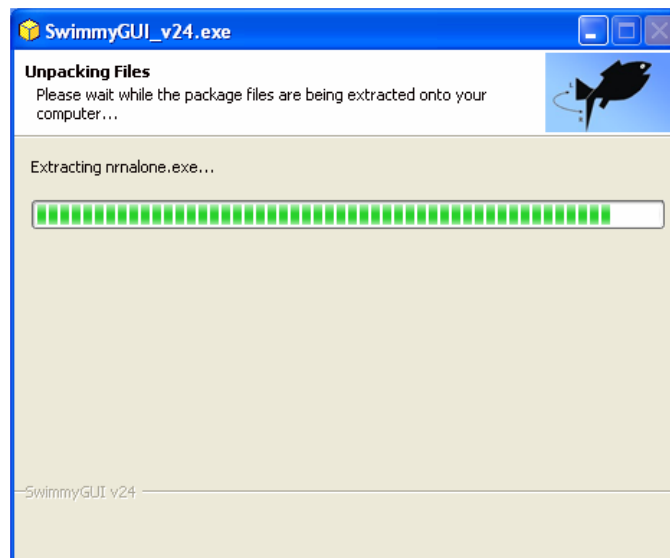 SwimmyGUI_v24.exe
Unpacking Files
Please wait while the package files are being extracted onto your
computer...
Extracting nrnalone.exe...
SwimmyGUI v24